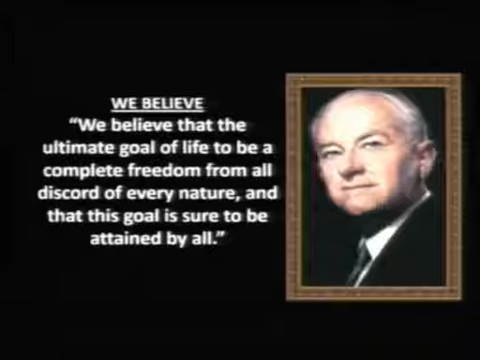 WE BELIEVE
“We believe that the
ultimate goal of life to be a
complete freedom from all
discord of every nature, and
that this goal is sure to be
attained by all.”